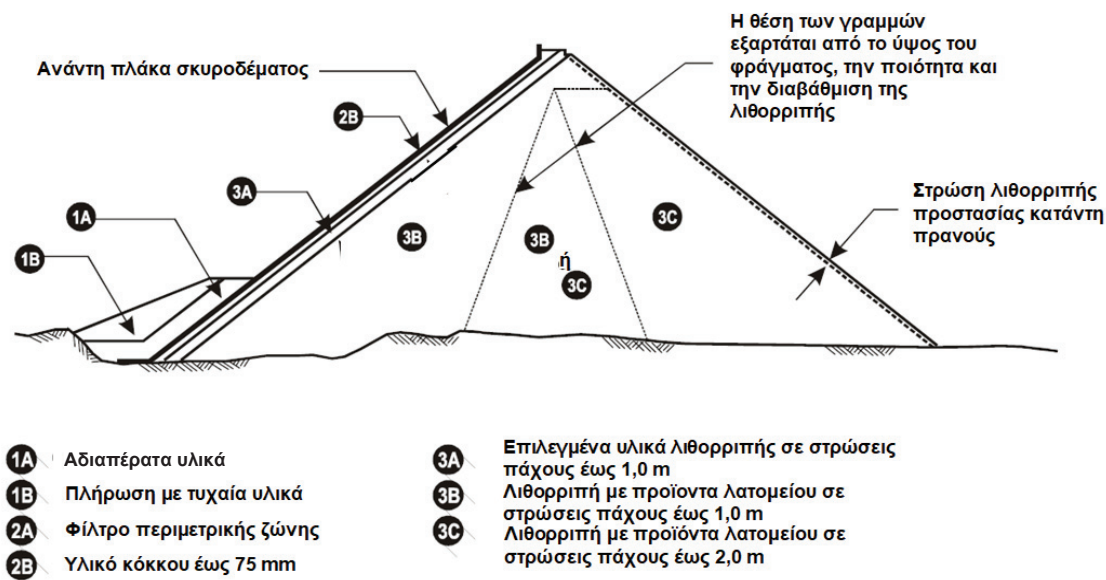 Η θέση των γραμμών
εξαρτάται από το ύψος του
φράγματος, την ποιότητα και
την διαβάθμιση της
λιθορριπής
Ανάντη πλάκα σκυροδέματος
2B
3A
1A
1B
3B
3B
ή
3C
3C
Στρώση λιθορριπής
προστασίας κατάντη
πρανούς
1A Αδιαπέρατα υλικά
1B Πλήρωση με τυχαία υλικά
2A Φίλτρο περιμετρικής ζώνης
2B Υλικό κόκκου έως 75 mm
3A Επιλεγμένα υλικά λιθορριπής σε στρώσεις
πάχους έως 1,0 m
3B Λιθορριπή με προϊοντα λατομείου σε
στρώσεις πάχους έως 1,0 m
3C Λιθορριπή με προϊόντα λατομείου σε
στρώσεις πάχους έως 2,0 m